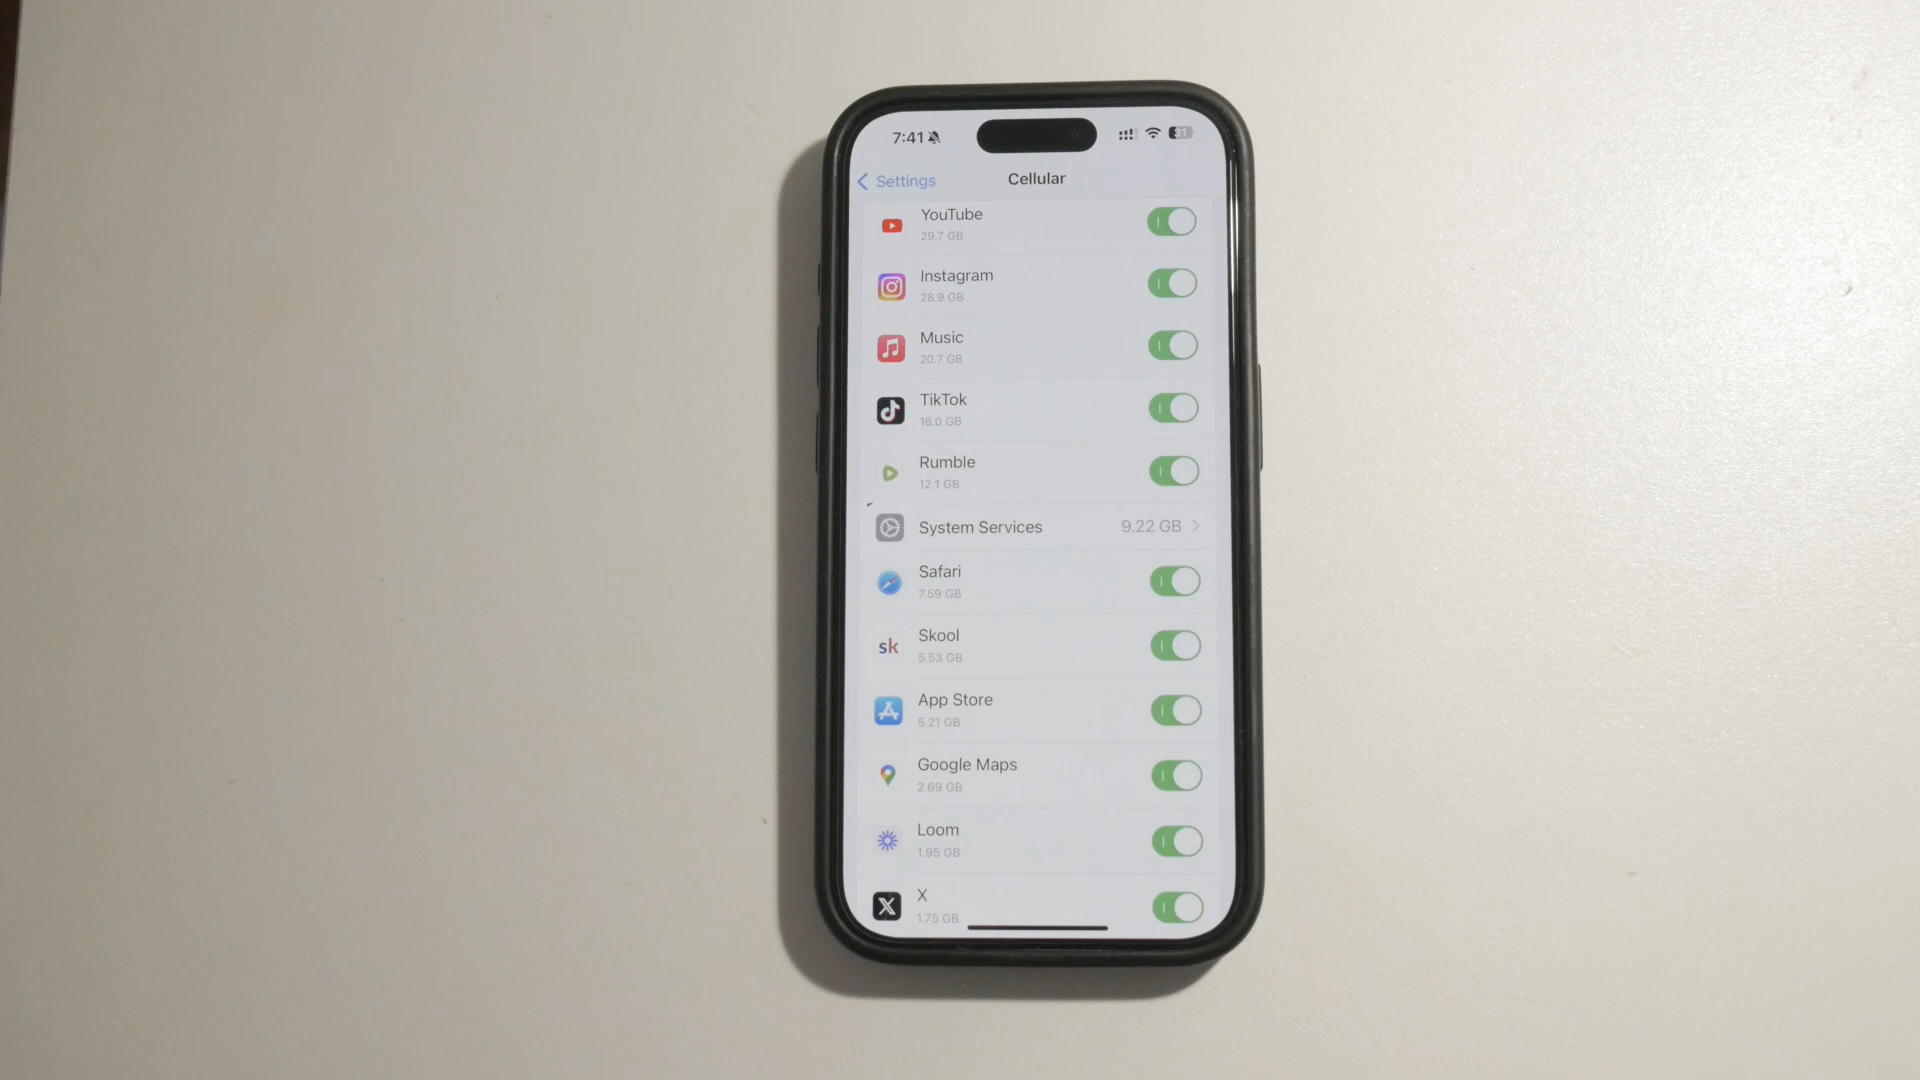 7:41
31
Settings
Cellular
YouTube
29.7 GB
Instagram
28.9 GB
Music
20.7 GB
TikTok
16.0 GB
Rumble
12.1 GB
System Services 9.22 GB
Safari
7.59 GB
sk
Skool
5.53 GB
App Store
5.21 GB
Google Maps
2.69 GB
Loom
1.95 GB
X
1.75 GB